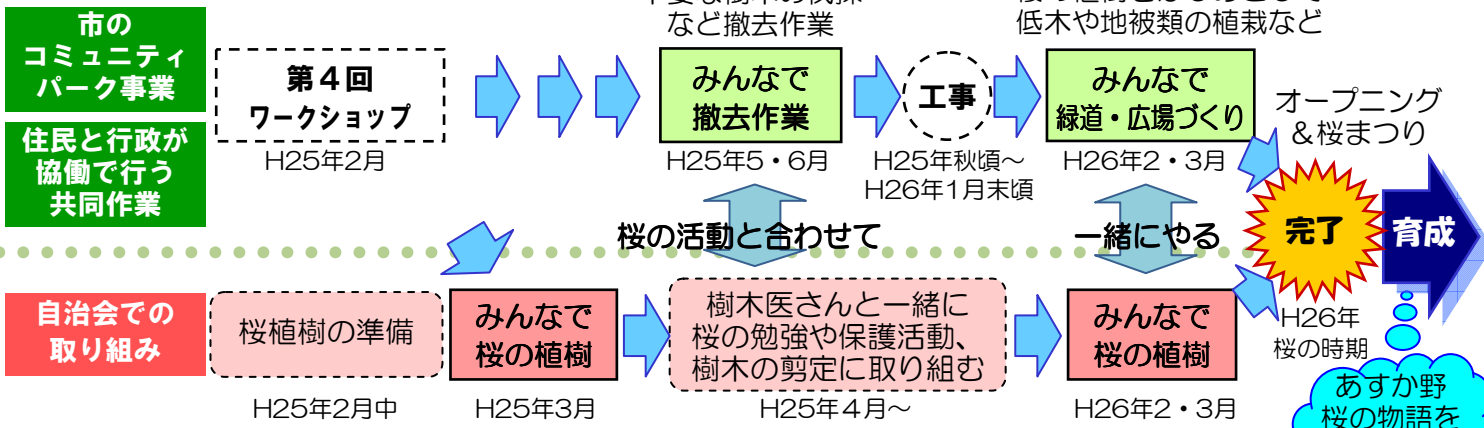 など撤去作業
低木や地被類の植栽など
市の
コミュニティ
パーク事業
住民と行政が
協働で行う
共同作業
第4回
ワークショップ
H25年2月
みんなで
撤去作業
H25年5・6月
工事
H25年秋頃～
H26年1月末頃
みんなで
緑道・広場づくり
H26年2・3月
オープニング
＆桜まつり
完了
育成
桜の活動と合わせて
一緒にやる
自治会での
取り組み
桜植樹の準備
H25年2月中
みんなで
桜の植樹
H25年3月
樹木医さんと一緒に
桜の勉強や保護活動、
樹木の剪定に取り組む
H25年4月～
みんなで
桜の植樹
H26年2・3月
H26年
桜の時期
あすか野
桜の物語を